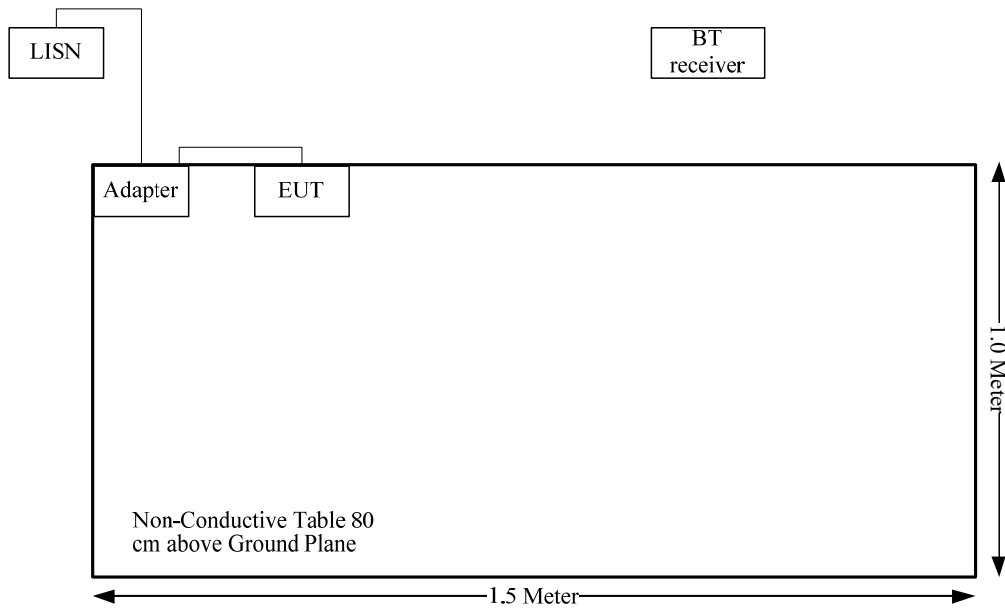 LISN
BT
receiver
Adapter
EUT
1.0 Meter
Non-Conductive Table 80
cm above Ground Plane
1.5 Meter